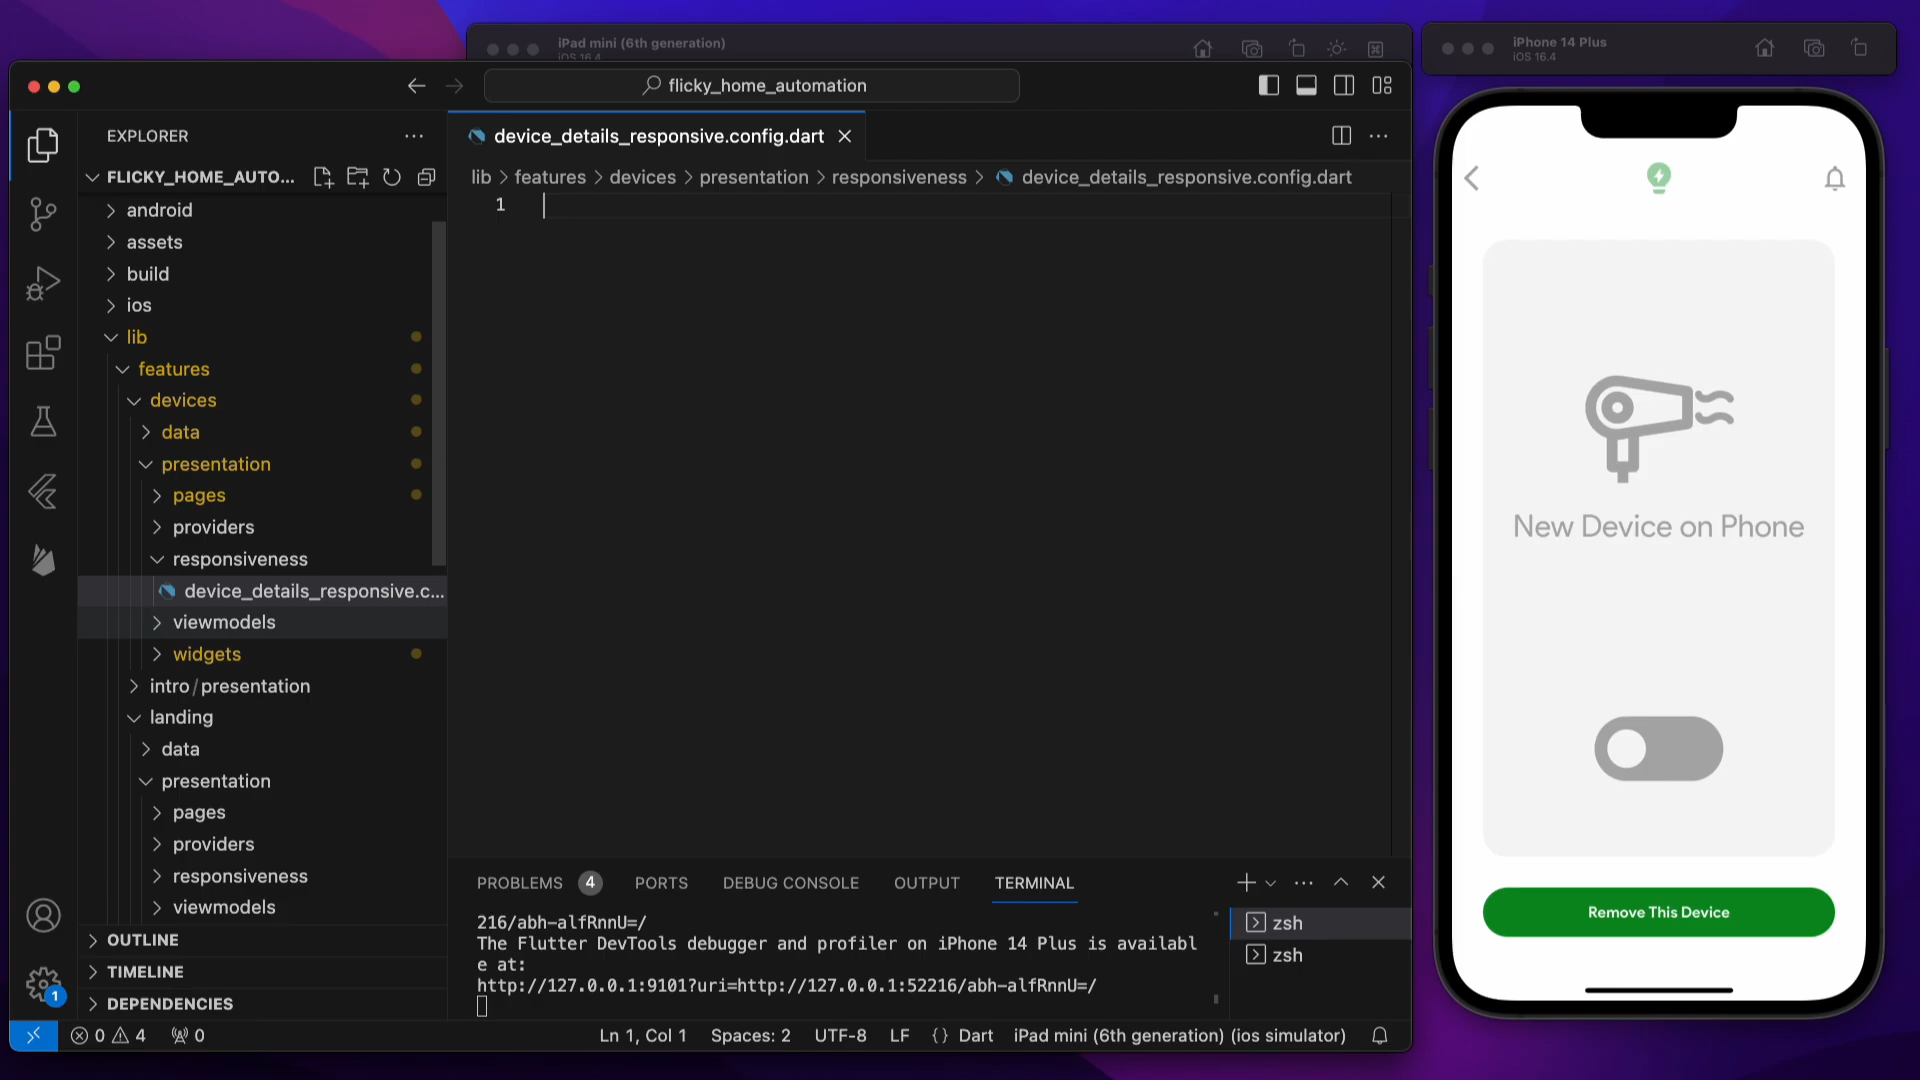 iPad mini (6th generation)
iOS 16.4
iPhone 14 Plus
iOS 16.4
flicky_home_automation
EXPLORER
device_details_responsive.config.dart
FLICKY_HOME_AUTO...
lib > features > devices > presentation > responsiveness > device_details_responsive.config.dart
1
android
assets
build
ios
lib
features
devices
data
presentation
pages
providers
responsiveness
device_details_responsive.c...
viewmodels
widgets
intro/presentation
landing
data
presentation
pages
providers
responsiveness
viewmodels
OUTLINE
TIMELINE
DEPENDENCIES
1
PROBLEMS 4 PORTS DEBUG CONSOLE OUTPUT TERMINAL
216/abh-alfRnnU=/
The Flutter DevTools debugger and profiler on iPhone 14 Plus is availabl
e at:
http://127.0.0.1:9101?uri=http://127.0.0.1:52216/abh-alfRnnU=/
zsh
zsh
0 4 0 Ln 1, Col 1 Spaces: 2 UTF-8 LF {} Dart iPad mini (6th generation) (ios simulator)
New Device on Phone
Remove This Device